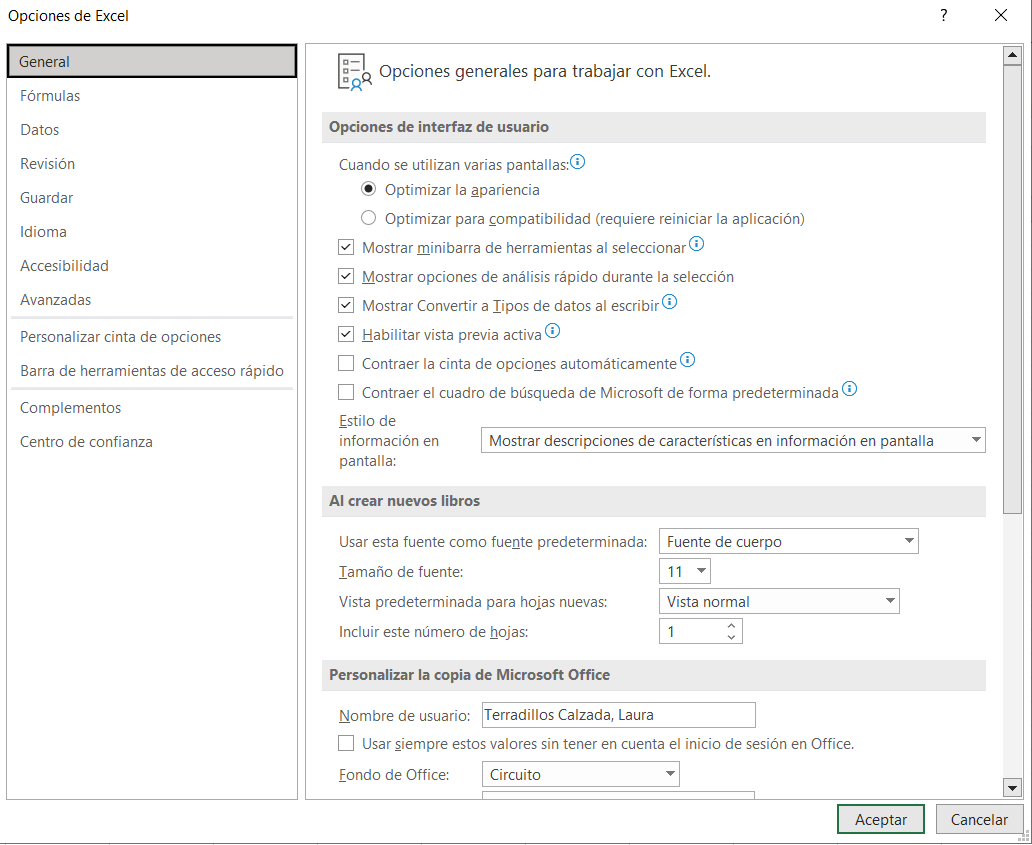 Opciones de Excel
?
General
Fórmulas
Datos
Revisión
Guardar
Idioma
Accesibilidad
Avanzadas
Personalizar cinta de opciones
Barra de herramientas de acceso rápido
Complementos
Centro de confianza
Opciones generales para trabajar con Excel.
Opciones de interfaz de usuario
Cuando se utilizan varias pantallas:
Optimizar la apariencia
Optimizar para compatibilidad (requiere reiniciar la aplicación)
Mostrar minibarra de herramientas al seleccionar
Mostrar opciones de análisis rápido durante la selección
Mostrar Convertir a Tipos de datos al escribir
Habilitar vista previa activa
Contraer la cinta de opciones automáticamente
Contraer el cuadro de búsqueda de Microsoft de forma predeterminada
Estilo de
información en
pantalla:
Mostrar descripciones de características en información en pantalla
Al crear nuevos libros
Usar esta fuente como fuente predeterminada: Fuente de cuerpo
Tamaño de fuente: 11
Vista predeterminada para hojas nuevas: Vista normal
Incluir este número de hojas: 1
Personalizar la copia de Microsoft Office
Nombre de usuario: Terradillos Calzada, Laura
Usar siempre estos valores sin tener en cuenta el inicio de sesión en Office.
Fondo de Office: Circuito
Aceptar Cancelar